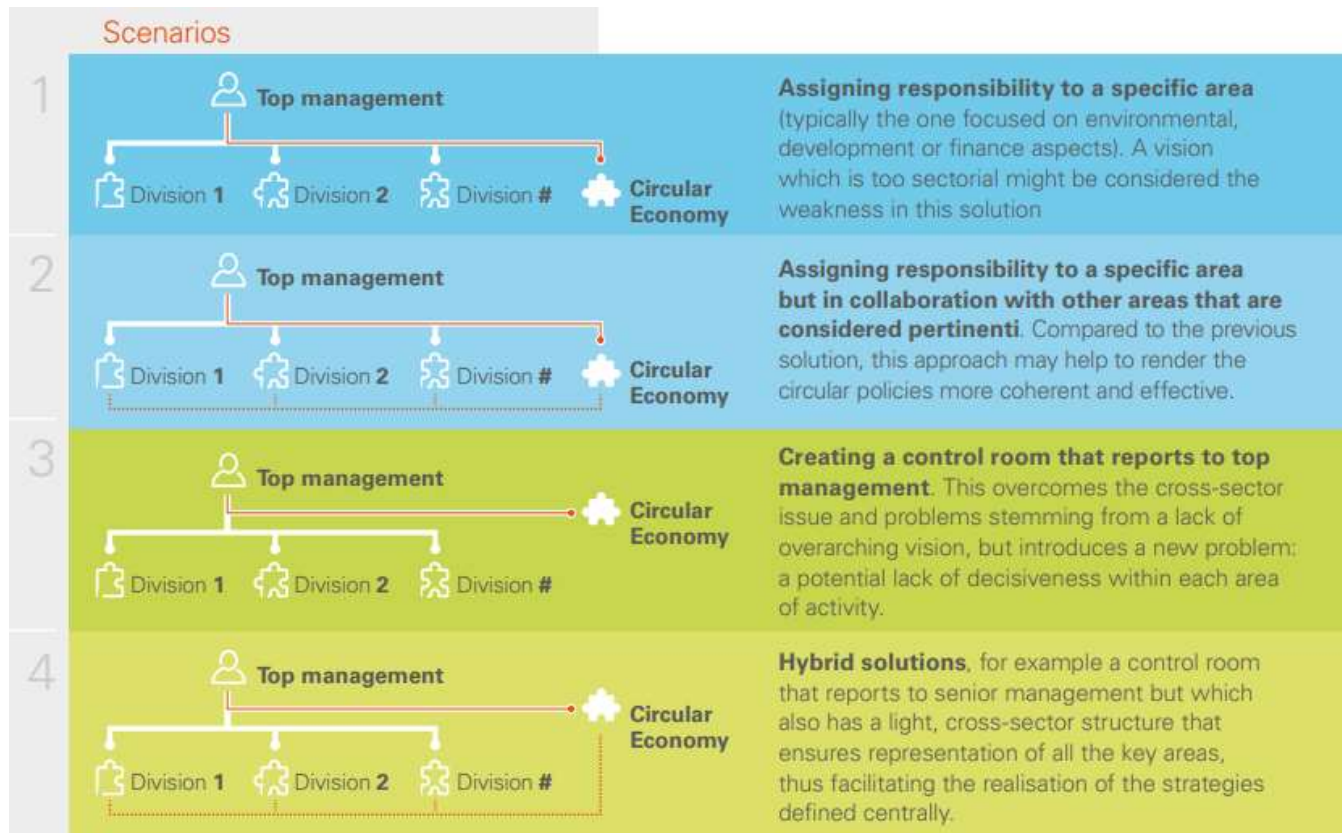 Scenarios
1
Top management
Division 1
Division 2
Division #
Circular
Economy
Assigning responsibility to a specific area
(typically the one focused on environmental,
development or finance aspects). A vision
which is too sectorial might be considered the
weakness in this solution
2
Top management
Division 1
Division 2
Division #
Circular
Economy
Assigning responsibility to a specific area
but in collaboration with other areas that are
considered pertinenti. Compared to the previous
solution, this approach may help to render the
circular policies more coherent and effective.
3
Top management
Circular
Economy
Division 1
Division 2
Division #
Creating a control room that reports to top
management. This overcomes the cross-sector
issue and problems stemming from a lack of
overarching vision, but introduces a new problem:
a potential lack of decisiveness within each area
of activity.
4
Top management
Circular
Economy
Division 1
Division 2
Division #
Hybrid solutions, for example a control room
that reports to senior management but which
also has a light, cross-sector structure that
ensures representation of all the key areas,
thus facilitating the realisation of the strategies
defined centrally.